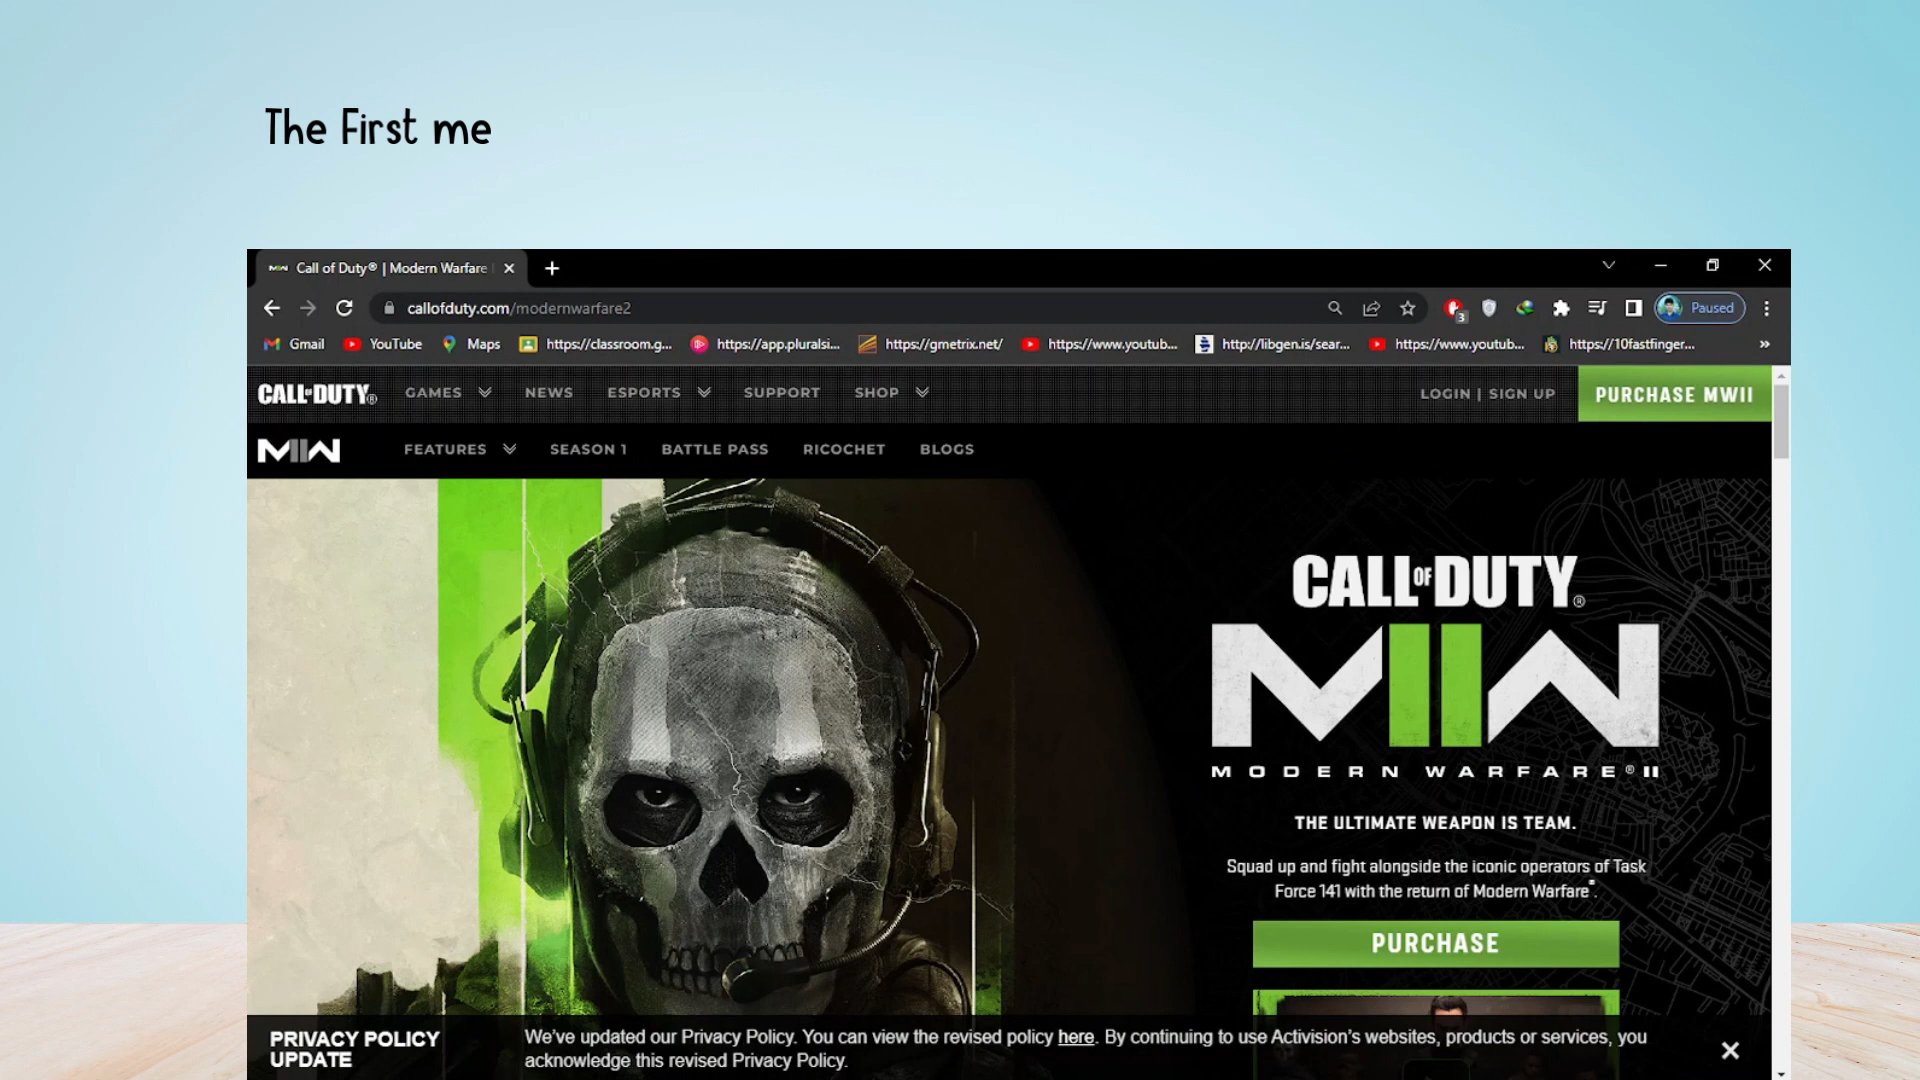 The First me
Call of Duty® | Modern Warfare
callofduty.com/modernwarfare2
3
Paused
Gmail
YouTube
Maps
https://classroom.g...
https://app.pluralsi...
https://gmetrix.net/
https://www.youtub...
http://libgen.is/sear...
https://www.youtub...
https://10fastfinger...
CALL OF DUTY®
GAMES
NEWS
ESPORTS
SUPPORT
SHOP
LOGIN | SIGN UP
PURCHASE MWII
MIIW
FEATURES
SEASON 1
BATTLE PASS
RICOCHET
BLOGS
CALL OF DUTY®
MIIW
MODERN WARFARE® II
THE ULTIMATE WEAPON IS TEAM.
Squad up and fight alongside the iconic operators of Task
Force 141 with the return of Modern Warfare®.
PURCHASE
PRIVACY POLICY
UPDATE
We've updated our Privacy Policy. You can view the revised policy here. By continuing to use Activision's websites, products or services, you
acknowledge this revised Privacy Policy.